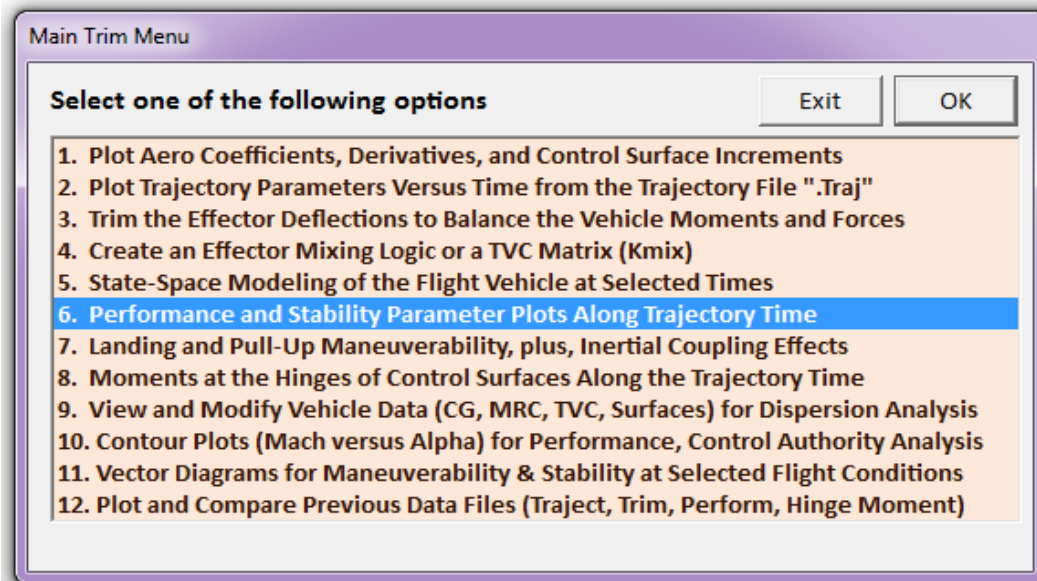 Main Trim Menu
Select one of the following options
Exit
OK
1. Plot Aero Coefficients, Derivatives, and Control Surface Increments
2. Plot Trajectory Parameters Versus Time from the Trajectory File ".Traj"
3. Trim the Effector Deflections to Balance the Vehicle Moments and Forces
4. Create an Effector Mixing Logic or a TVC Matrix (Kmix)
5. State-Space Modeling of the Flight Vehicle at Selected Times
6. Performance and Stability Parameter Plots Along Trajectory Time
7. Landing and Pull-Up Maneuverability, plus, Inertial Coupling Effects
8. Moments at the Hinges of Control Surfaces Along the Trajectory Time
9. View and Modify Vehicle Data (CG, MRC, TVC, Surfaces) for Dispersion Analysis
10. Contour Plots (Mach versus Alpha) for Performance, Control Authority Analysis
11. Vector Diagrams for Maneuverability & Stability at Selected Flight Conditions
12. Plot and Compare Previous Data Files (Traject, Trim, Perform, Hinge Moment)